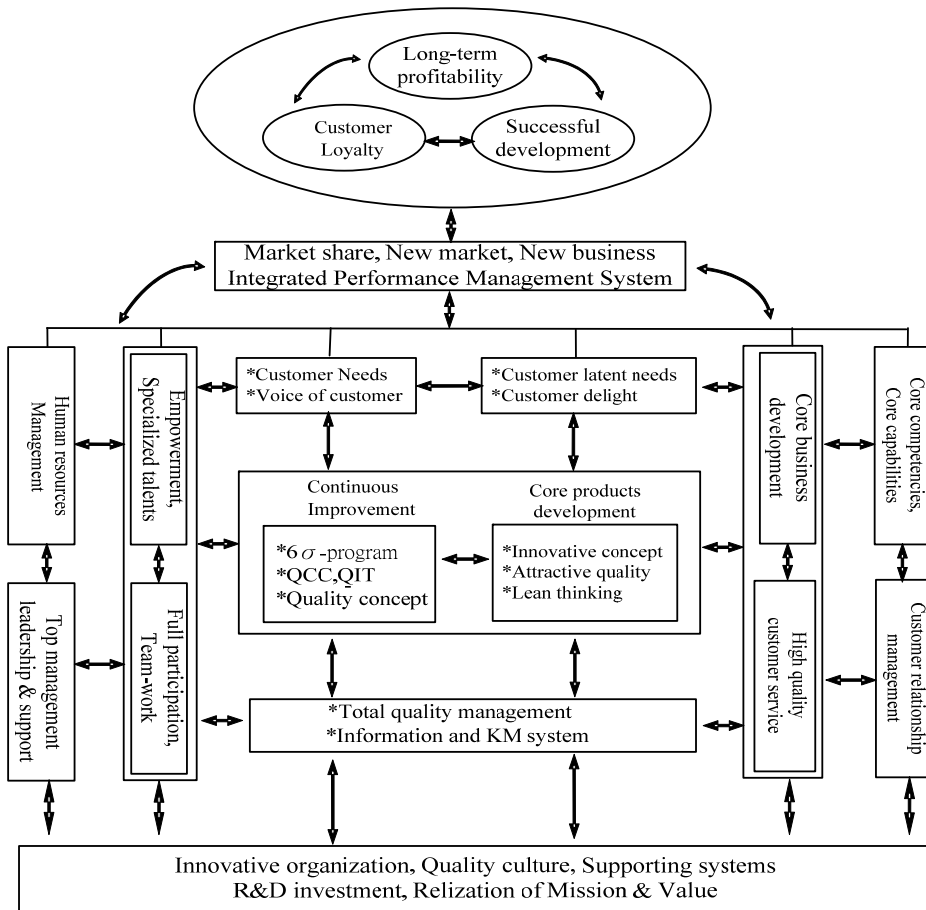 Long-term
profitability
Customer
Loyalty
Successful
development
Market share, New market, New business
Integrated Performance Management System
Human resources
Management
Empowerment,
Specialized talents
*Customer Needs
*Voice of customer
*Customer latent needs
*Customer delight
Core business
development
Core competencies,
Core capabilities
Continuous
Improvement
*6σ-program
*QCC,QIT
*Quality concept
Core products
development
*Innovative concept
*Attractive quality
*Lean thinking
Top management
leadership & support
Full participation,
Team-work
*Total quality management
*Information and KM system
High quality
customer service
Customer relationship
management
Innovative organization, Quality culture, Supporting systems
R&D investment, Relization of Mission & Value